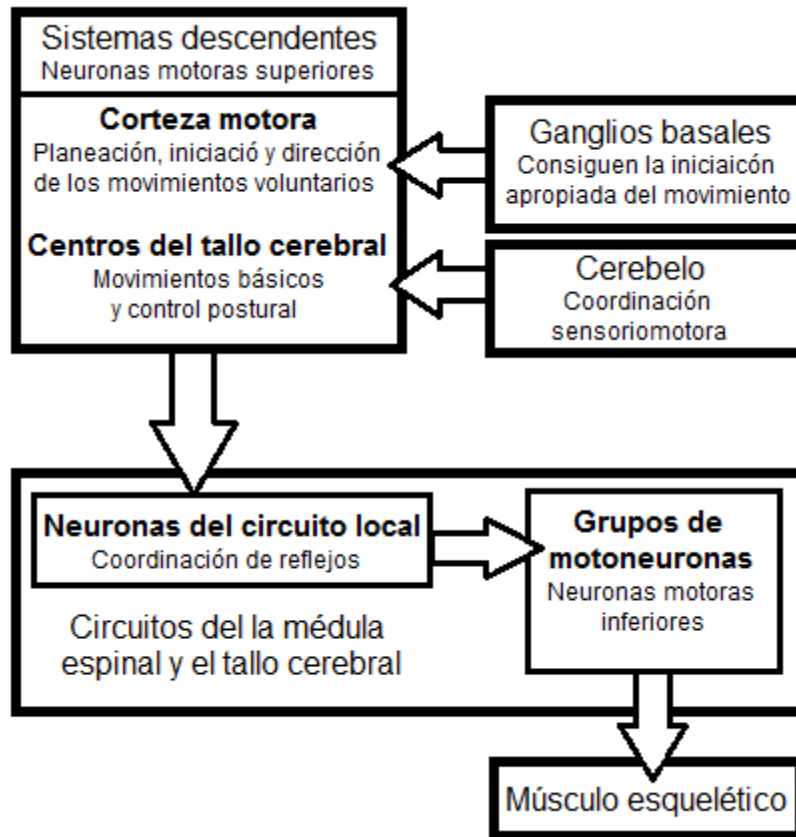 Sistemas descendentes
Neuronas motoras superiores
Corteza motora
Planeación, iniciació y dirección
de los movimientos voluntarios
Centros del tallo cerebral
Movimientos básicos
y control postural
Ganglios basales
Consiguen la iniciaicón
apropiada del movimiento
Cerebelo
Coordinación
sensoriomotora
Neuronas del circuito local
Coordinación de reflejos
Circuitos del la médula
espinal y el tallo cerebral
Grupos de
motoneuronas
Neuronas motoras
inferiores
Músculo esquelético